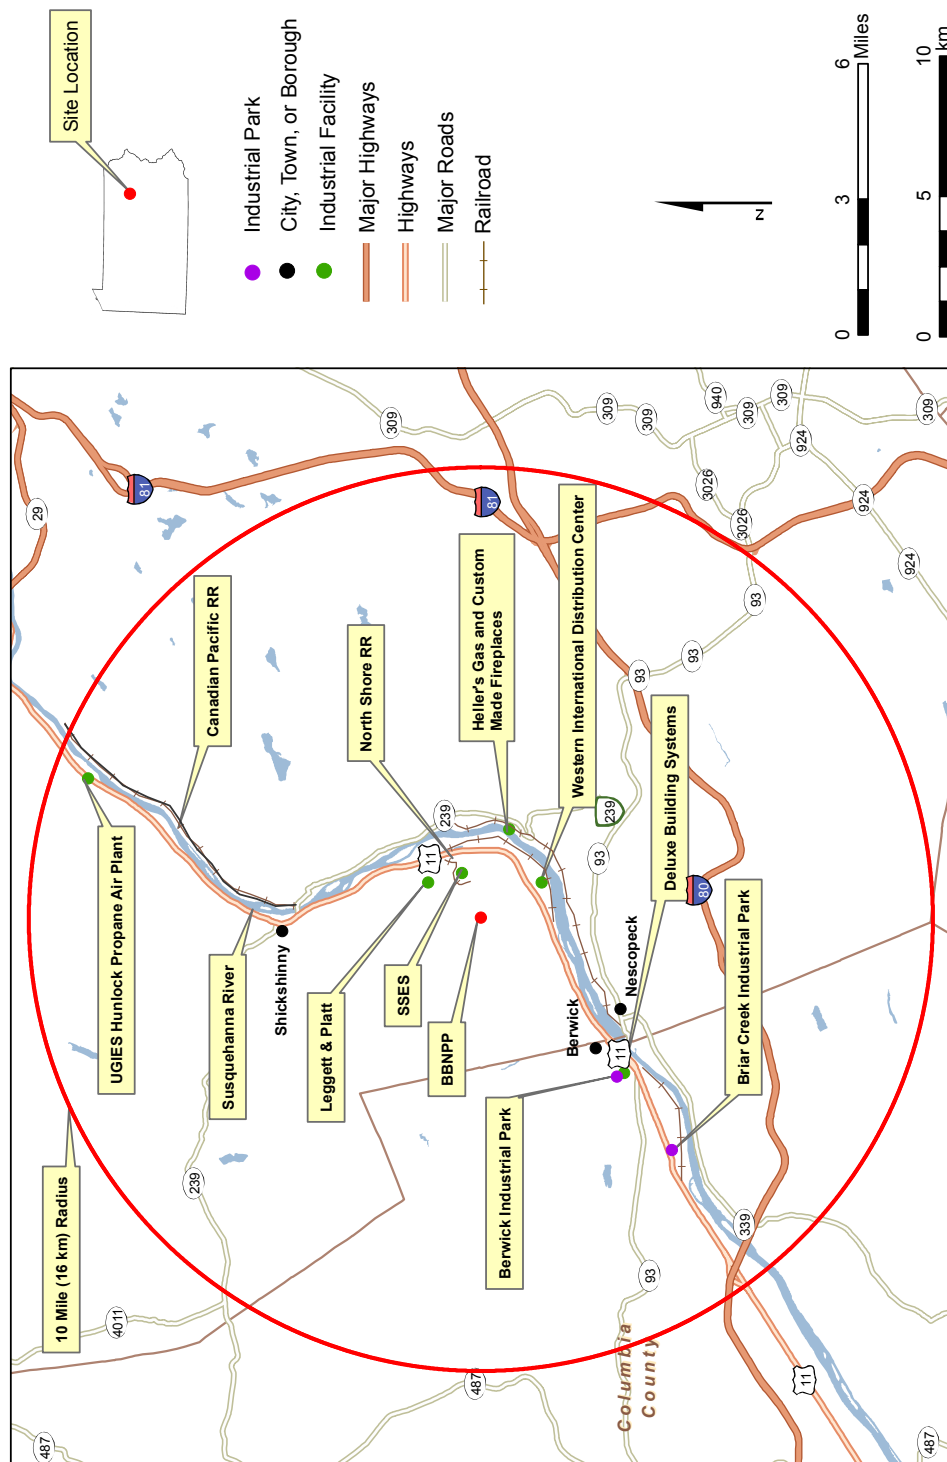 Site Location
Industrial Park
City, Town, or Borough
Industrial Facility
Major Highways
Highways
Major Roads
Railroad
N
0
3
6
Miles
0
5
10
km
10 Mile (16 km) Radius
UGIES Hunlock Propane Air Plant
Canadian Pacific RR
Susquehanna River
Shickshinny
North Shore RR
Leggett & Platt
SSES
BBNPP
Heller's Gas and Custom
Made Fireplaces
Western International Distribution Center
Deluxe Building Systems
Berwick Industrial Park
Berwick
Nescopeck
Briar Creek Industrial Park
Columbia
County
29
81
81
309
309
309
309
309
309
940
924
924
924
3026
3026
93
93
93
93
93
239
239
239
11
11
11
80
339
4011
487
487
487